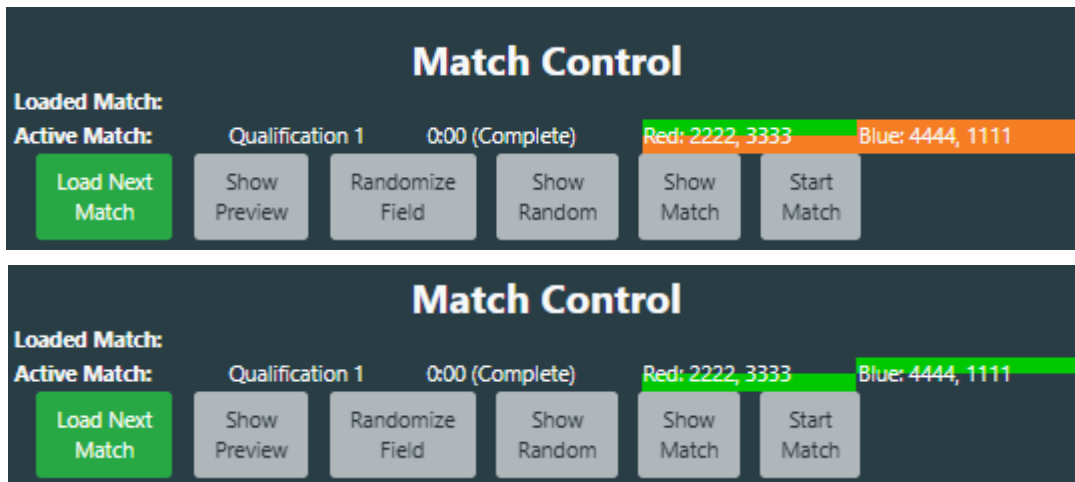 Match Control
Loaded Match:
Active Match: Qualification 1 0:00 (Complete) Red: 2222, 3333 Blue: 4444, 1111
Load Next Show Randomize Show Show Start
Match Preview Field Random Match Match
Match Control
Loaded Match:
Active Match: Qualification 1 0:00 (Complete) Red: 2222, 3333 Blue: 4444, 1111
Load Next Show Randomize Show Show Start
Match Preview Field Random Match Match